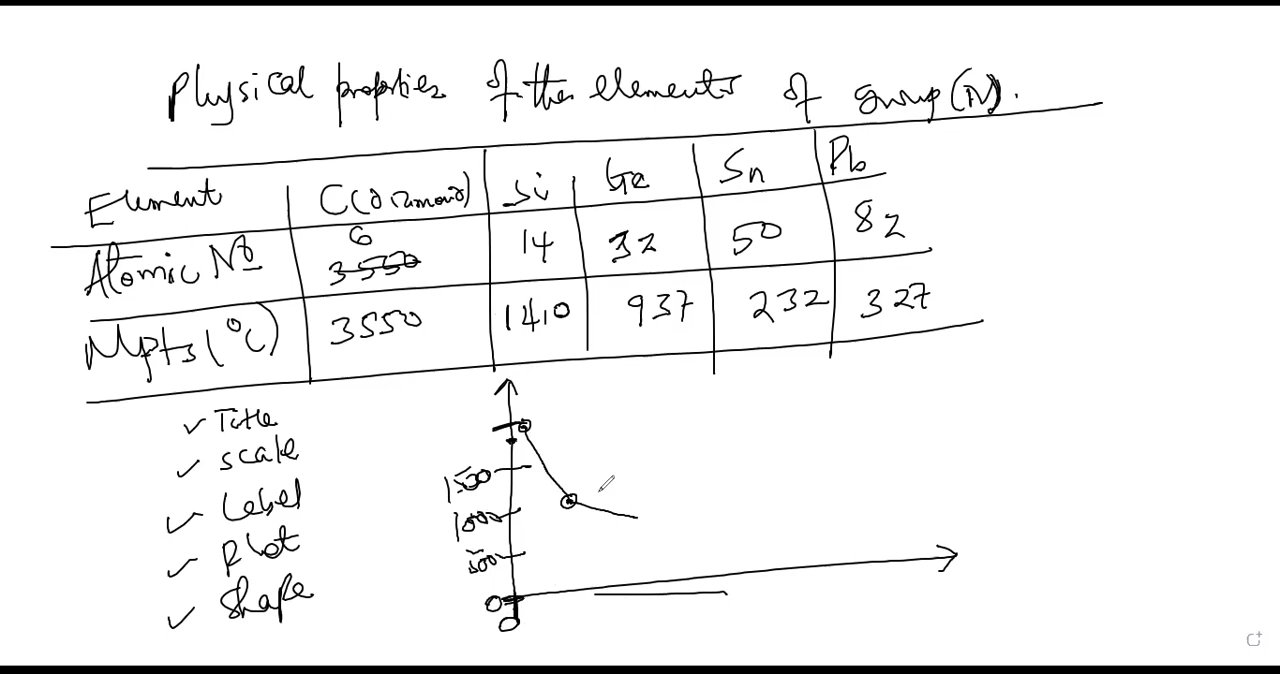 Physical properties of the elements of group (IV).
Element C(diamond) Si Ge Sn Pb
Atomic No 6 14 32 50 82
3550
Mpts (°C) 3550 1410 937 232 327
✓ Title
✓ scale
✓ Label
✓ Plot
✓ Shape
1500
1000
500
0
0